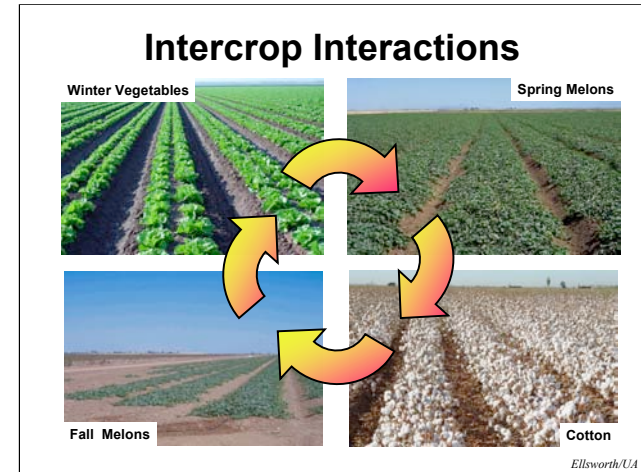 Intercrop Interactions
Winter Vegetables
Spring Melons
Fall Melons
Cotton
Ellsworth/UA